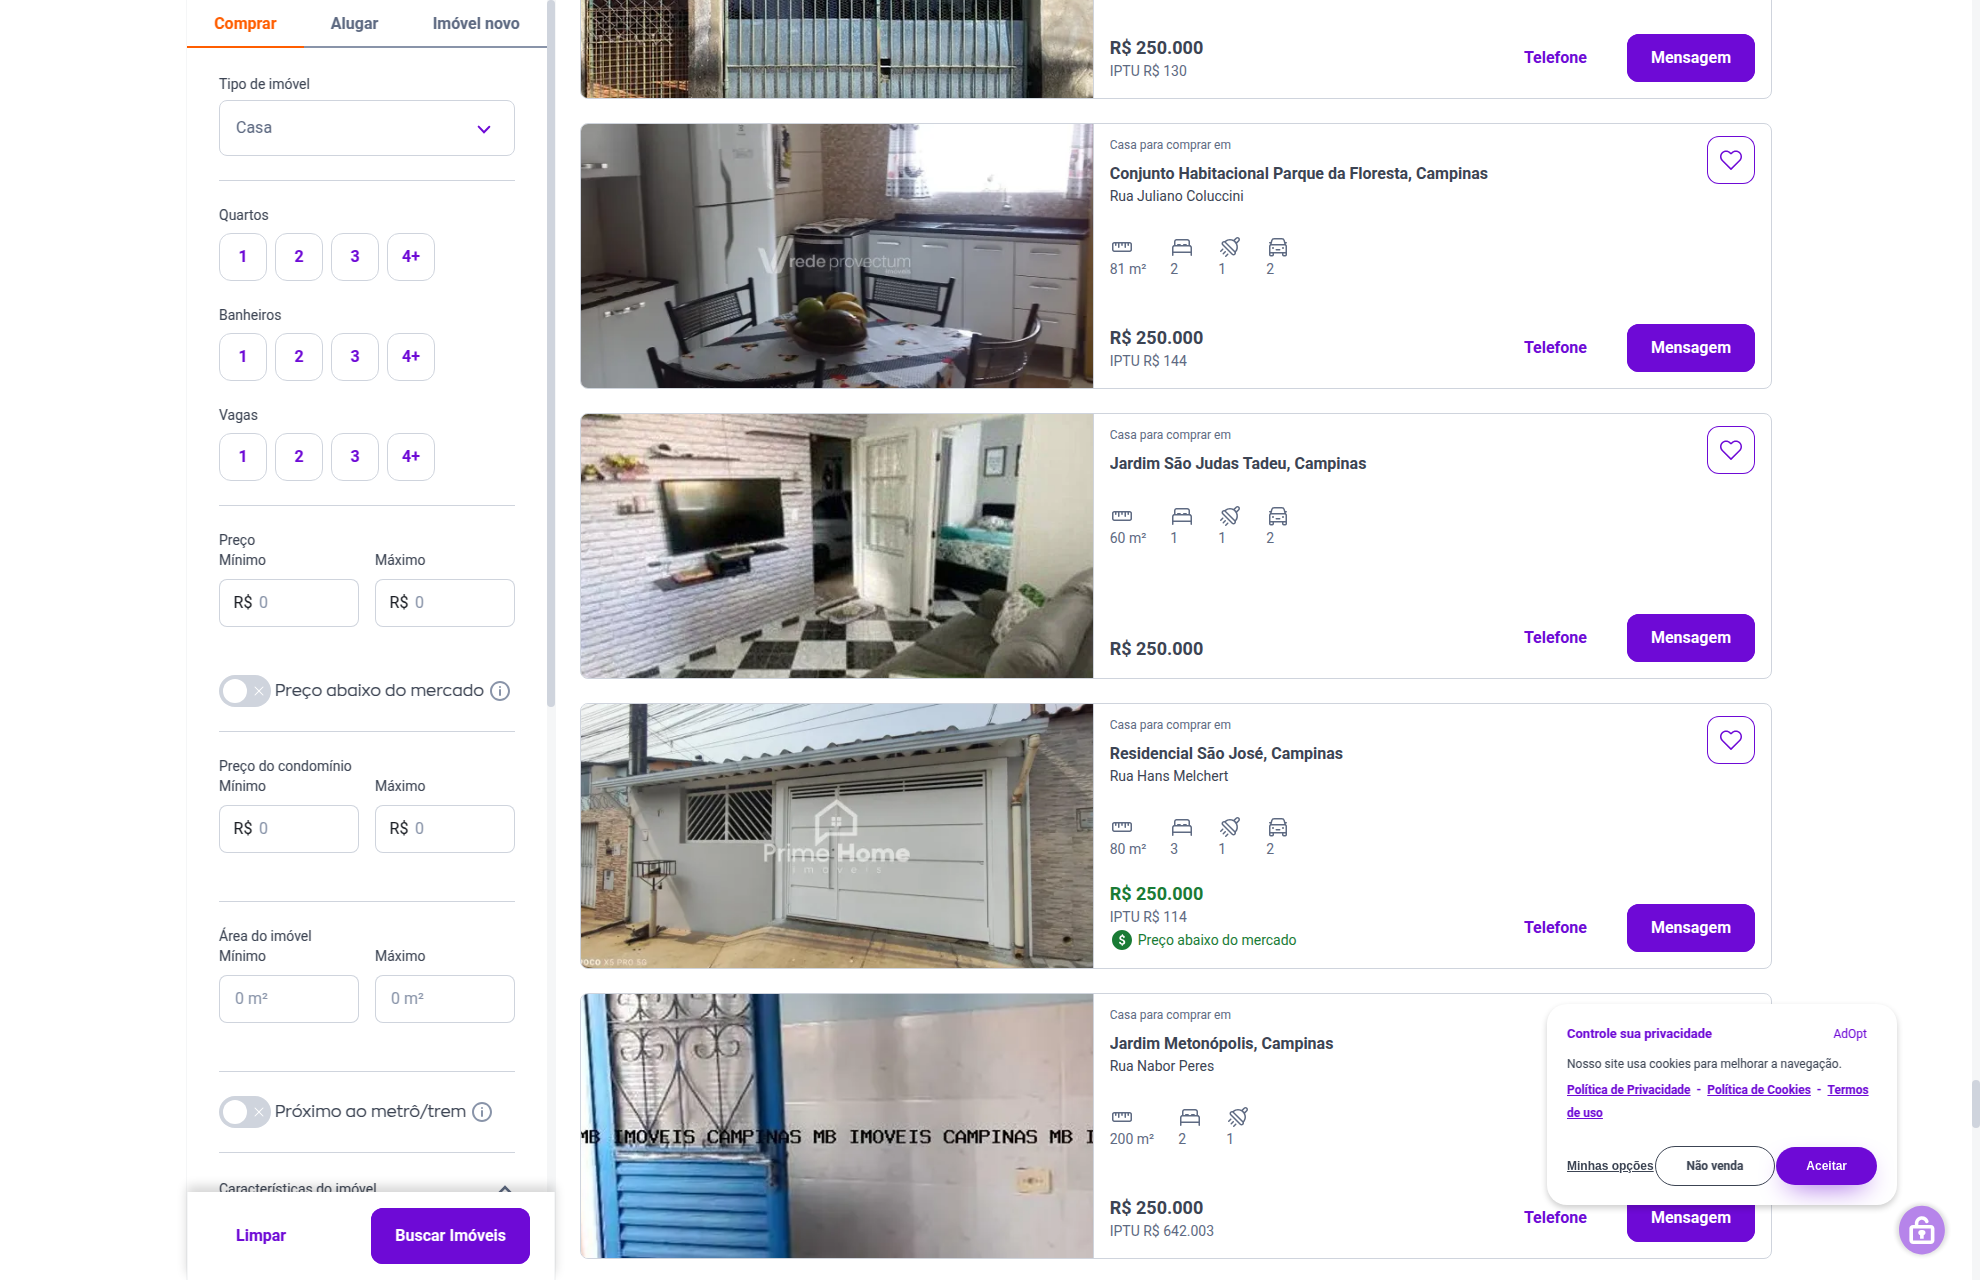 Comprar
Alugar
Imóvel novo
Tipo de imóvel
Casa
Quartos
1
2
3
4+
Banheiros
1
2
3
4+
Vagas
1
2
3
4+
Preço
Mínimo
Máximo
R$ 0
R$ 0
Preço abaixo do mercado
Preço do condomínio
Mínimo
Máximo
R$ 0
R$ 0
Área do imóvel
Mínimo
Máximo
0 m²
0 m²
Próximo ao metrô/trem
Características do imóvel
Limpar
Buscar Imóveis
R$ 250.000
IPTU R$ 130
Telefone
Mensagem
rede provectum
imóveis
Casa para comprar em
Conjunto Habitacional Parque da Floresta, Campinas
Rua Juliano Coluccini
81 m²
2
1
2
R$ 250.000
IPTU R$ 144
Telefone
Mensagem
Casa para comprar em
Jardim São Judas Tadeu, Campinas
60 m²
1
1
2
R$ 250.000
Telefone
Mensagem
Prime Home
imóveis
POCO X5 PRO 5G
Casa para comprar em
Residencial São José, Campinas
Rua Hans Melchert
80 m²
3
1
2
R$ 250.000
IPTU R$ 114
Preço abaixo do mercado
Telefone
Mensagem
MB IMOVEIS CAMPINAS MB IMOVEIS CAMPINAS MB I
Casa para comprar em
Jardim Metonópolis, Campinas
Rua Nabor Peres
200 m²
2
1
R$ 250.000
IPTU R$ 642.003
Telefone
Mensagem
Controle sua privacidade
AdOpt
Nosso site usa cookies para melhorar a navegação.
Política de Privacidade - Política de Cookies - Termos
de uso
Minhas opções
Não venda
Aceitar